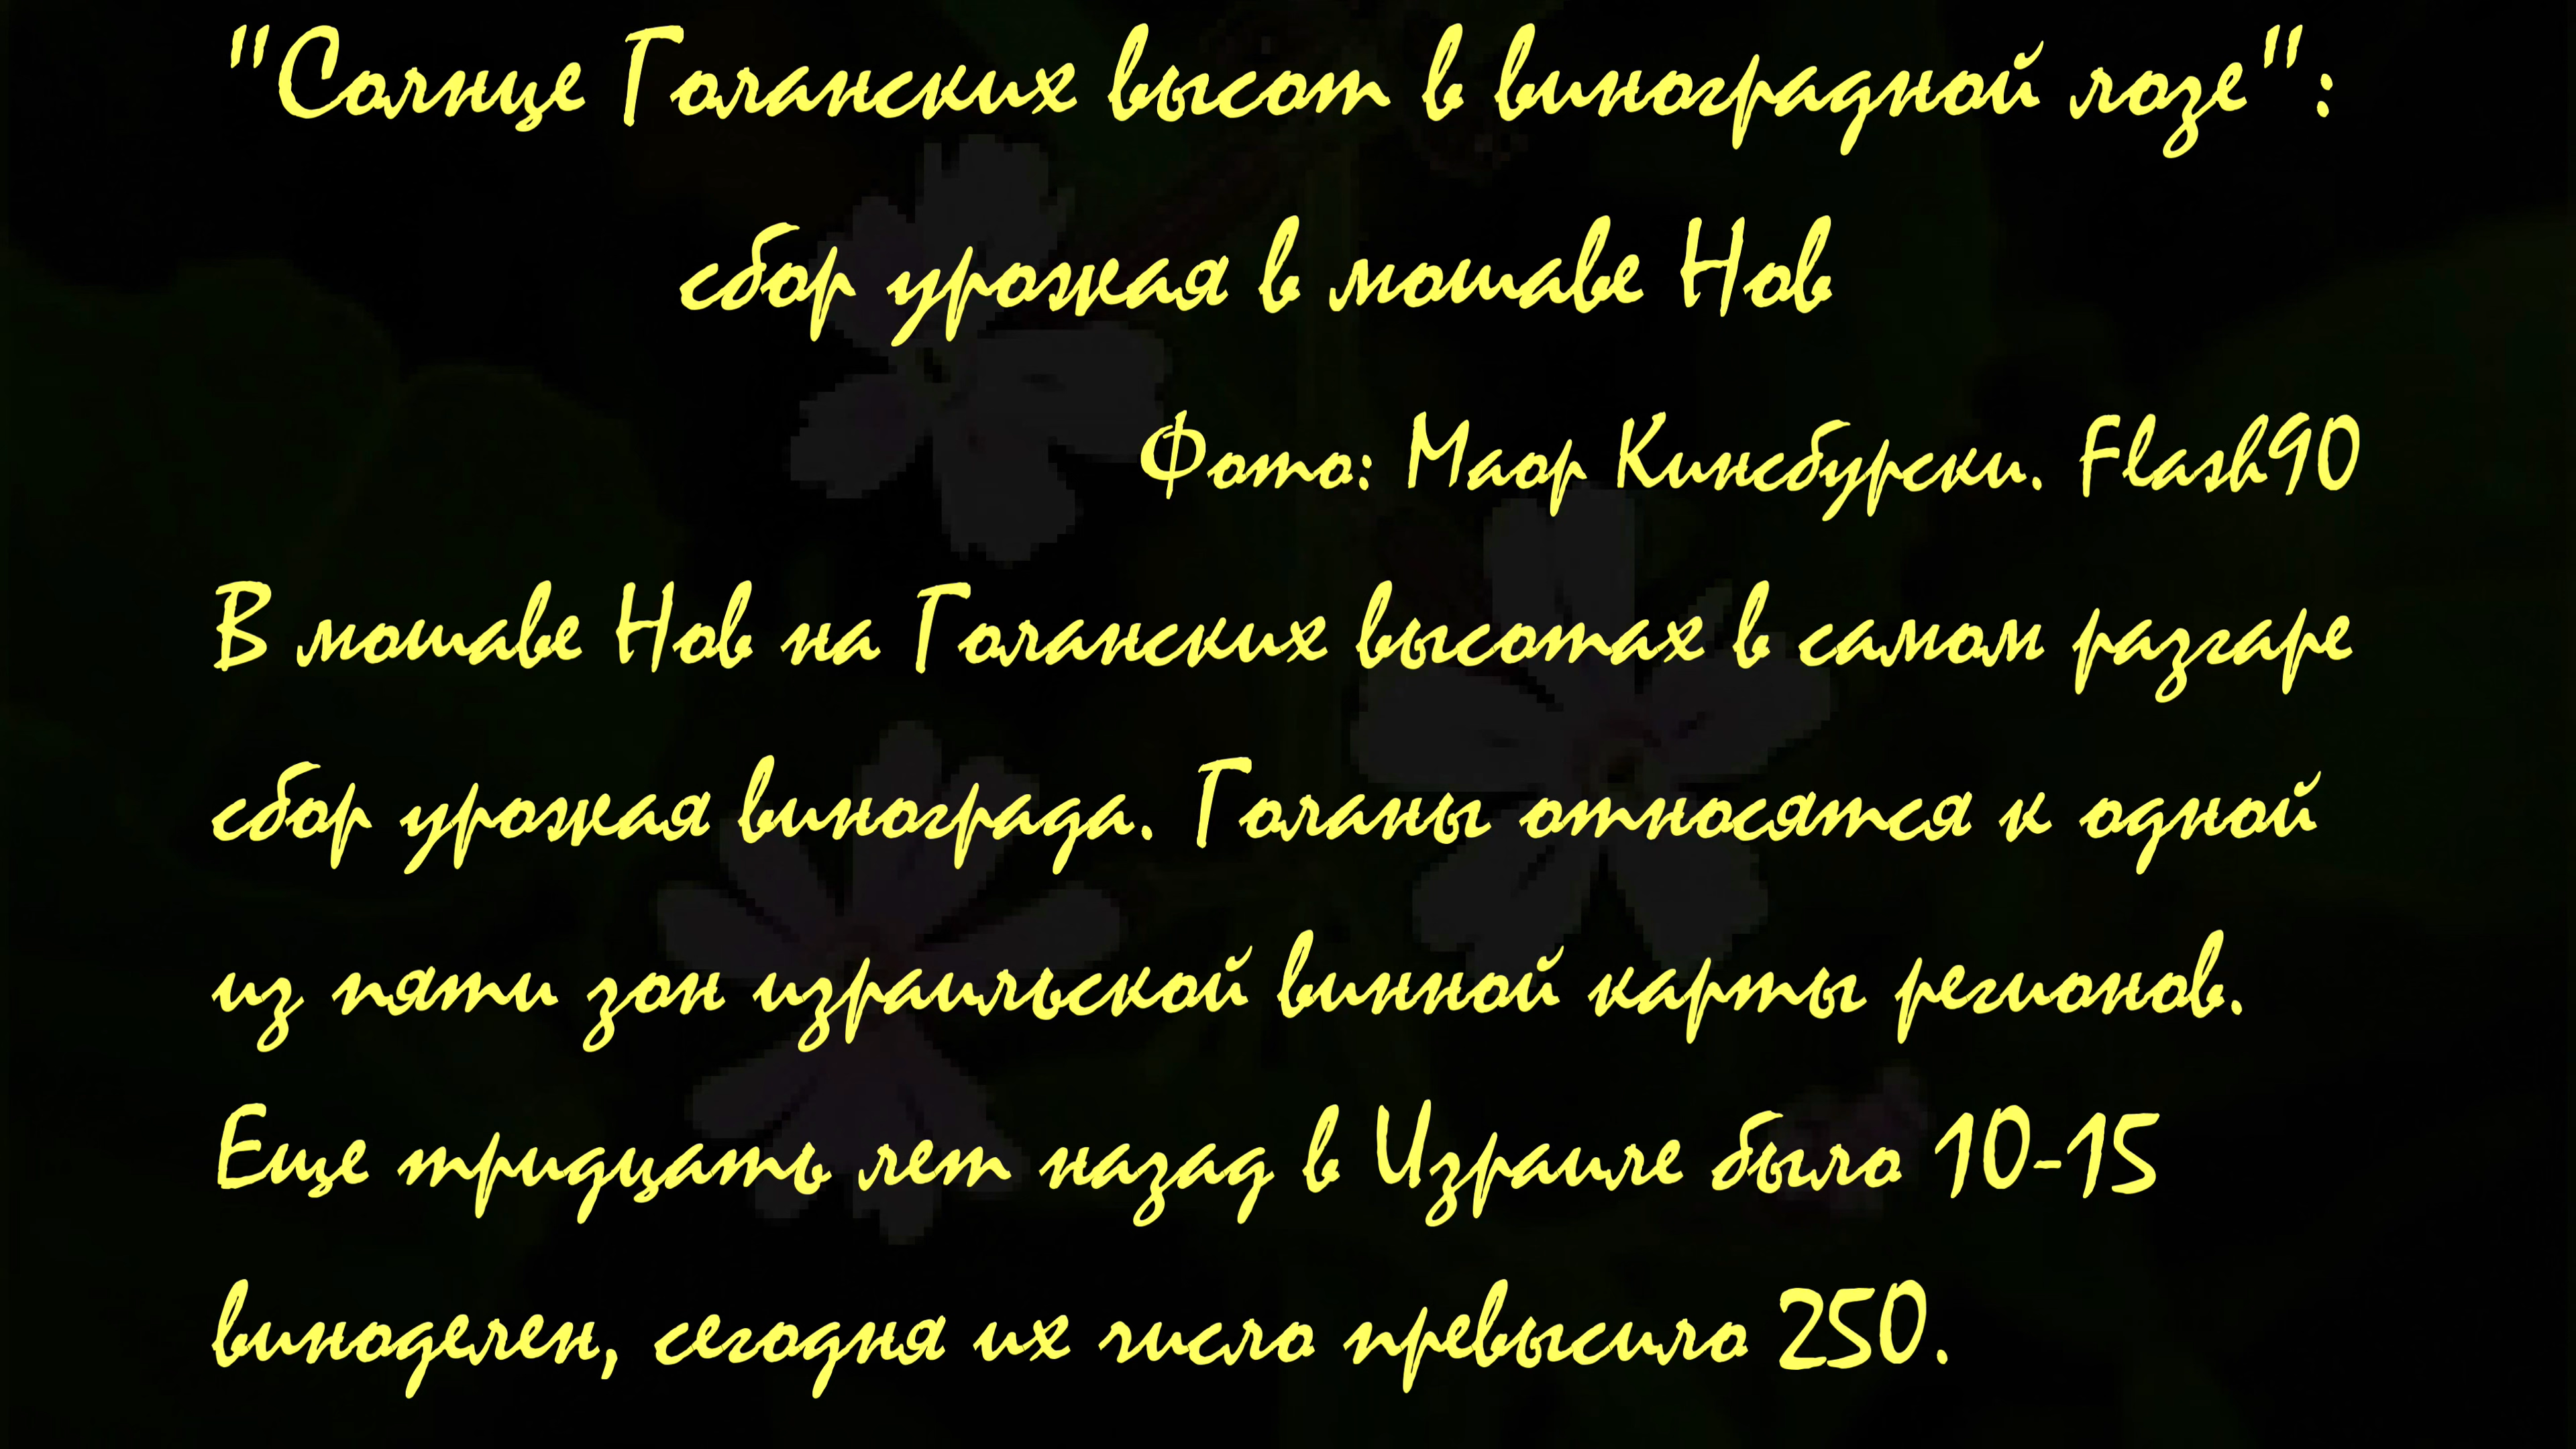 "Солнце Голанских высот в виноградной лозе":
сбор урожая в мошаве Нов
Фото: Маор Кинсбурски. Flash90
В мошаве Нов на Голанских высотах в самом разгаре
сбор урожая винограда. Голаны относятся к одной
из пяти зон израильской винной карты регионов.
Еще тридцать лет назад в Израиле было 10-15
виноделен, сегодня их число превысило 250.